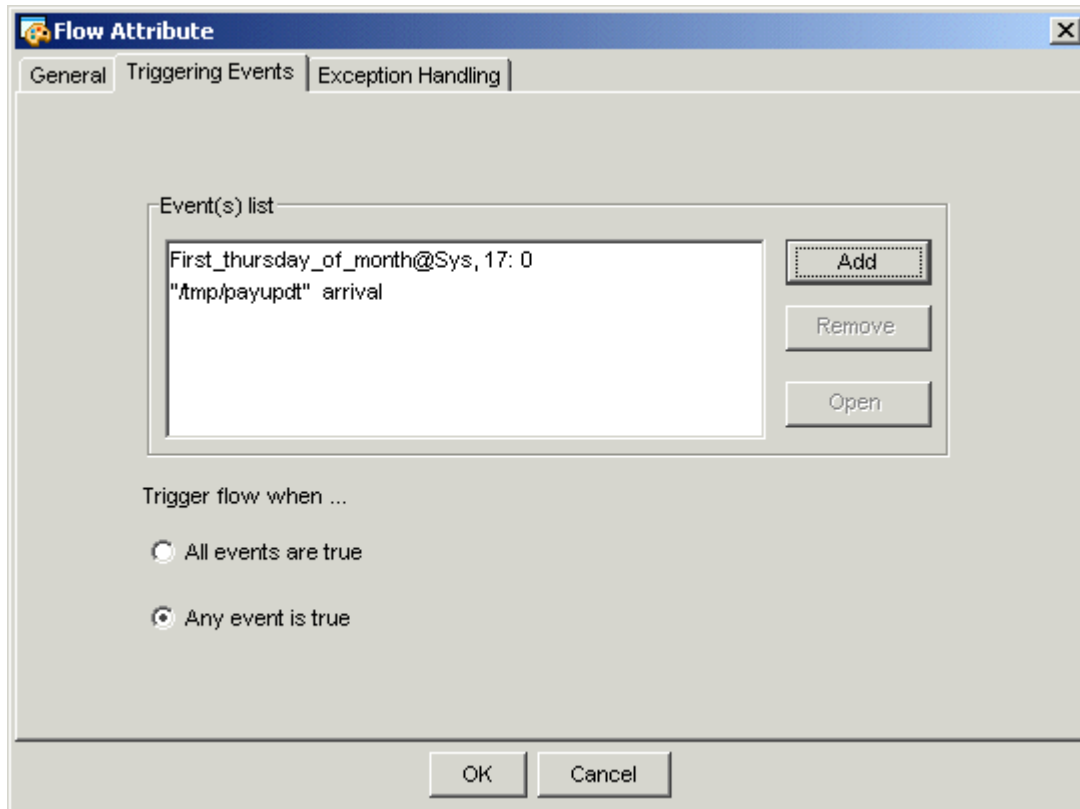 Flow Attribute
General Triggering Events Exception Handling
Event(s) list
First_thursday_of_month@Sys, 17: 0
"/tmp/payupdt" arrival
Add
Remove
Open
Trigger flow when ...
All events are true
Any event is true
OK Cancel